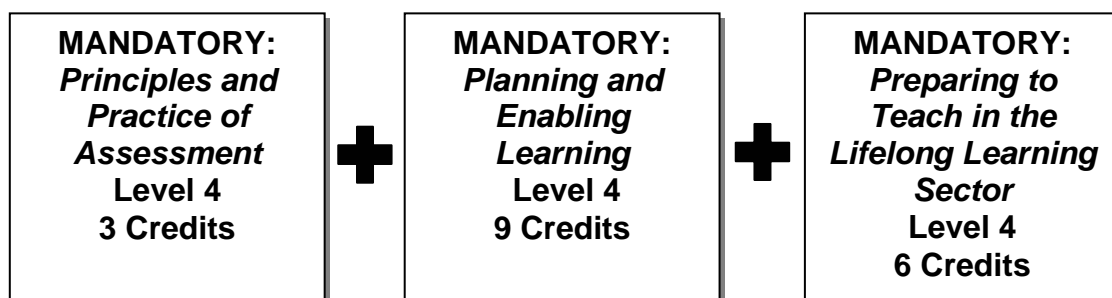 MANDATORY:
Principles and
Practice of
Assessment
Level 4
3 Credits
MANDATORY:
Planning and
Enabling
Learning
Level 4
9 Credits
MANDATORY:
Preparing to
Teach in the
Lifelong Learning
Sector
Level 4
6 Credits